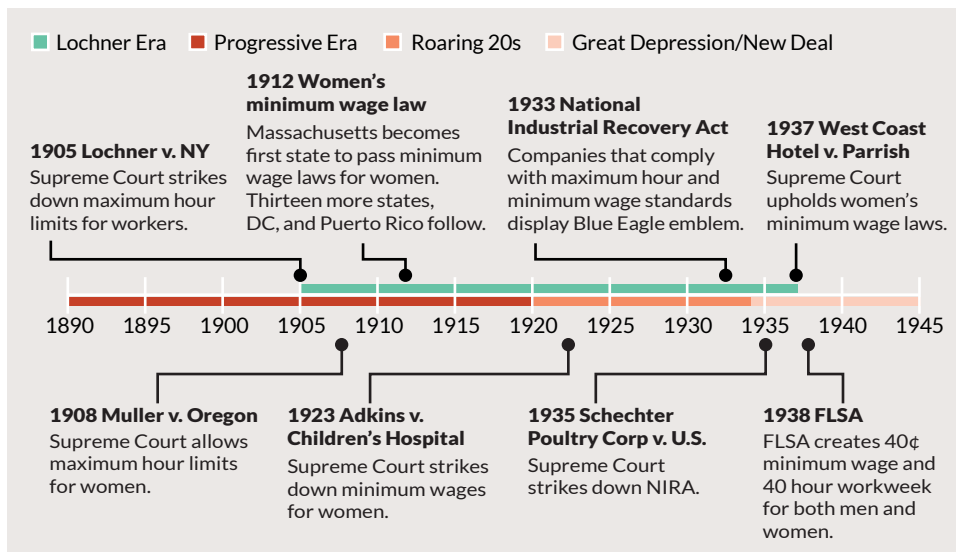 Lochner Era Progressive Era Roaring 20s Great Depression/New Deal
1905 Lochner v. NY
Supreme Court strikes
down maximum hour
limits for workers.
1912 Women’s
minimum wage law
Massachusetts becomes
first state to pass minimum
wage laws for women.
Thirteen more states,
DC, and Puerto Rico follow.
1933 National
Industrial Recovery Act
Companies that comply
with maximum hour and
minimum wage standards
display Blue Eagle emblem.
1937 West Coast
Hotel v. Parrish
Supreme Court
upholds women’s
minimum wage laws.
1890 1895 1900 1905 1910 1915 1920 1925 1930 1935 1940 1945
1908 Muller v. Oregon
Supreme Court allows
maximum hour limits
for women.
1923 Adkins v.
Children’s Hospital
Supreme Court strikes
down minimum wages
for women.
1935 Schechter
Poultry Corp v. U.S.
Supreme Court
strikes down NIRA.
1938 FLSA
FLSA creates 40¢
minimum wage and
40 hour workweek
for both men and
women.